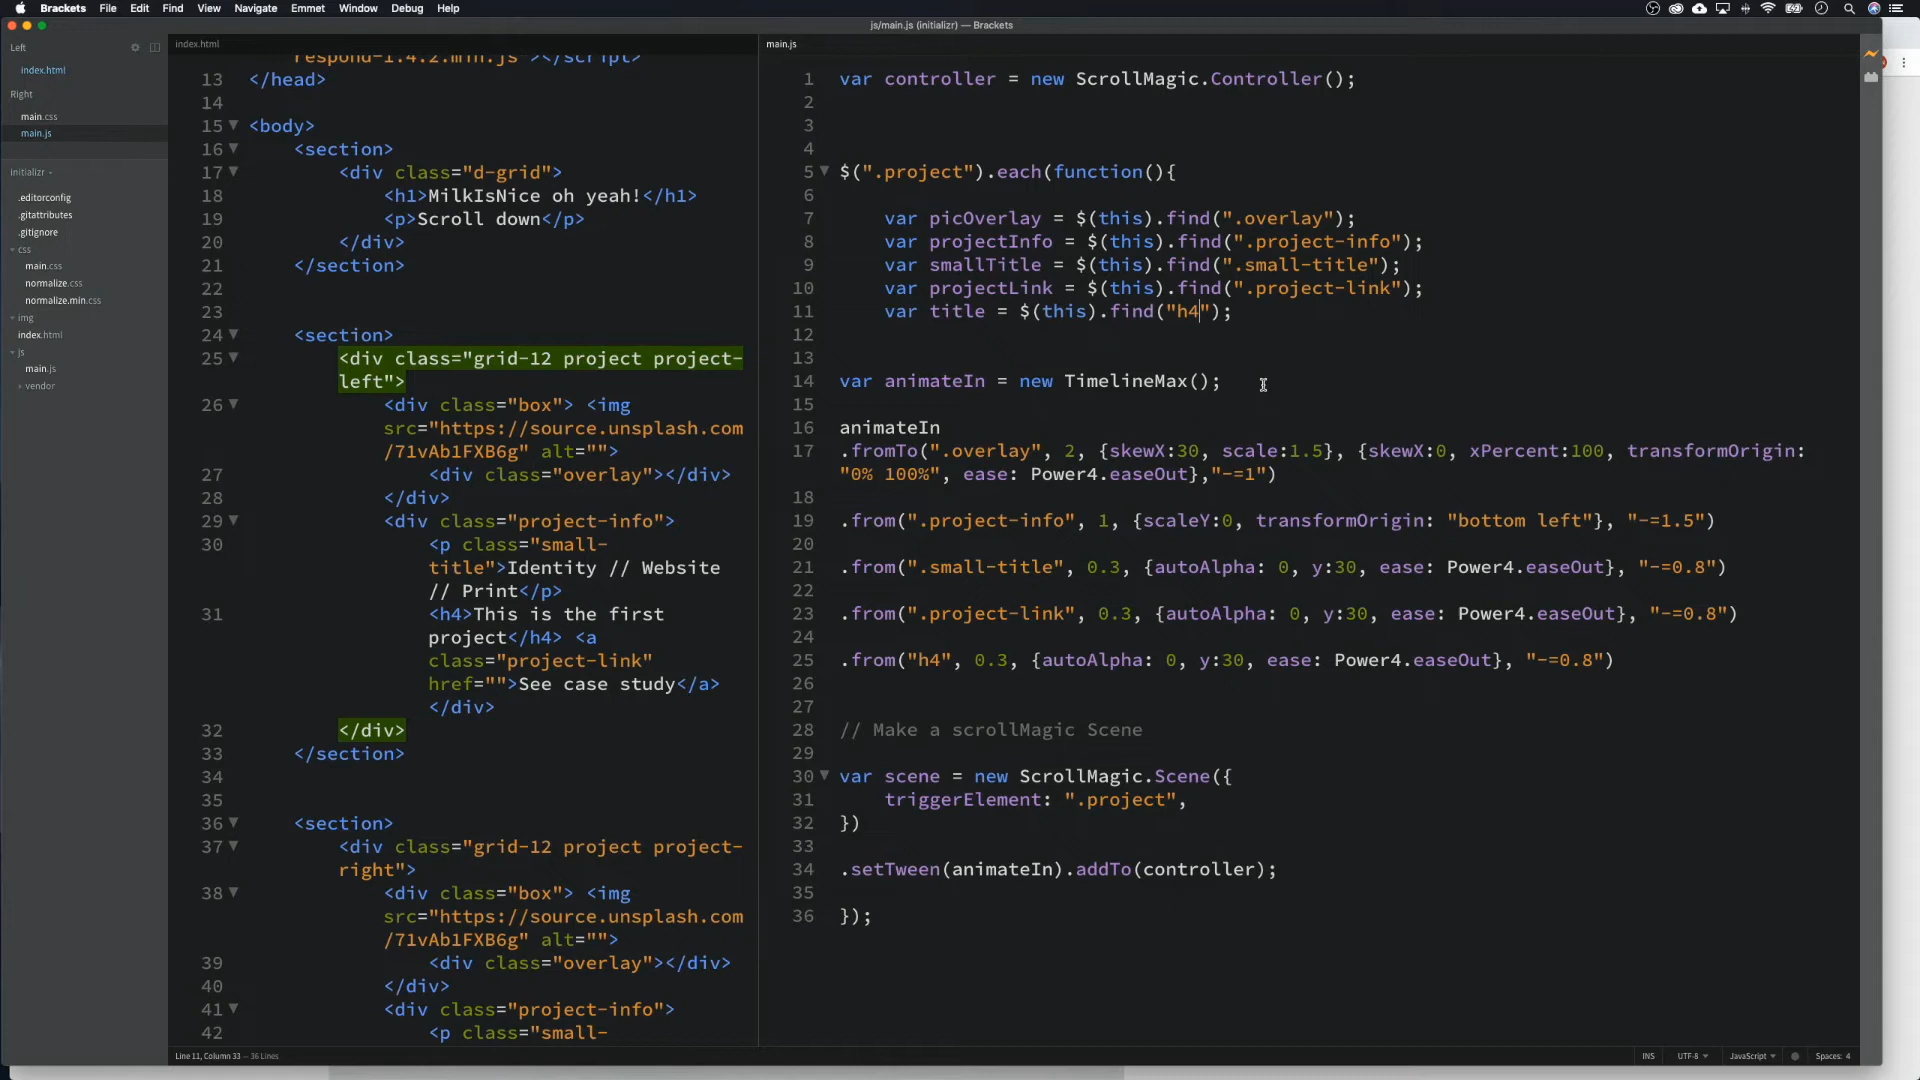 Brackets File Edit Find View Navigate Emmet Window Debug Help
js/main.js (initializr) — Brackets
Left
index.html
Right
main.css
main.js
Initializr
.editorconfig
.gitattributes
.gitignore
css
main.css
normalize.css
normalize.min.css
img
index.html
js
main.js
vendor
index.html
respond-1.4.2.min.js"></script>
13 </head>
14
15 <body>
16 <section>
17 <div class="d-grid">
18 <h1>MilkIsNice oh yeah!</h1>
19 <p>Scroll down</p>
20 </div>
21 </section>
22
23
24 <section>
25 <div class="grid-12 project project-
left">
26 <div class="box"> <img
src="https://source.unsplash.com
/71vAb1FXB6g" alt="">
27 <div class="overlay"></div>
28 </div>
29 <div class="project-info">
30 <p class="small-
title">Identity // Website
// Print</p>
31 <h4>This is the first
project</h4> <a
class="project-link"
href="">See case study</a>
</div>
32 </div>
33 </section>
34
35
36 <section>
37 <div class="grid-12 project project-
right">
38 <div class="box"> <img
src="https://source.unsplash.com
/71vAb1FXB6g" alt="">
39 <div class="overlay"></div>
40 </div>
41 <div class="project-info">
42 <p class="small-
main.js
1 var controller = new ScrollMagic.Controller();
2
3
4
5 $(".project").each(function(){
6
7 var picOverlay = $(this).find(".overlay");
8 var projectInfo = $(this).find(".project-info");
9 var smallTitle = $(this).find(".small-title");
10 var projectLink = $(this).find(".project-link");
11 var title = $(this).find("h4");
12
13
14 var animateIn = new TimelineMax();
15
16 animateIn
17 .fromTo(".overlay", 2, {skewX:30, scale:1.5}, {skewX:0, xPercent:100, transformOrigin:
"0% 100%", ease: Power4.easeOut},"-=1")
18
19 .from(".project-info", 1, {scaleY:0, transformOrigin: "bottom left"}, "-=1.5")
20
21 .from(".small-title", 0.3, {autoAlpha: 0, y:30, ease: Power4.easeOut}, "-=0.8")
22
23 .from(".project-link", 0.3, {autoAlpha: 0, y:30, ease: Power4.easeOut}, "-=0.8")
24
25 .from("h4", 0.3, {autoAlpha: 0, y:30, ease: Power4.easeOut}, "-=0.8")
26
27
28 // Make a scrollMagic Scene
29
30 var scene = new ScrollMagic.Scene({
31 triggerElement: ".project",
32 })
33
34 .setTween(animateIn).addTo(controller);
35
36 });
Line 11, Column 33 — 36 Lines
INS UTF-8 JavaScript Spaces: 4